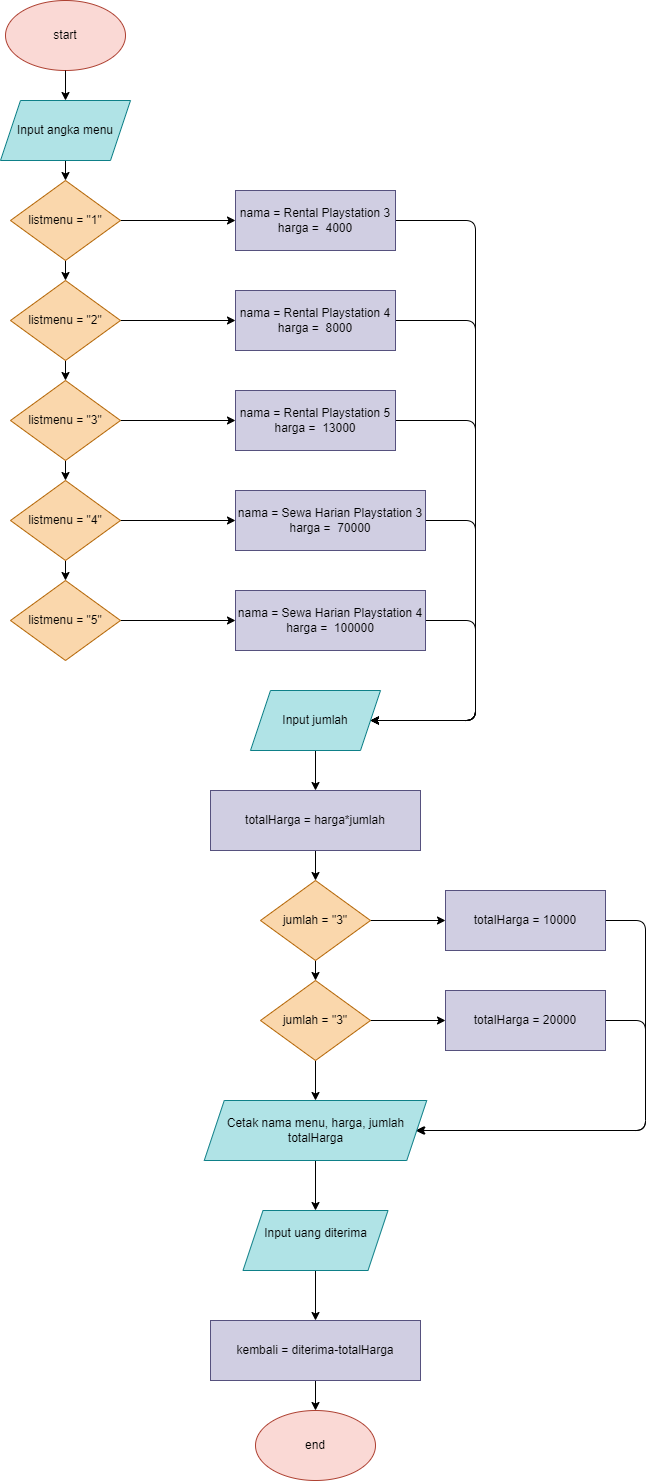 start
Input angka menu
listmenu = "1"
nama = Rental Playstation 3
harga =  4000
listmenu = "2"
nama = Rental Playstation 4
harga =  8000
listmenu = "3"
nama = Rental Playstation 5
harga =  13000
listmenu = "4"
nama = Sewa Harian Playstation 3
harga =  70000
listmenu = "5"
nama = Sewa Harian Playstation 4
harga =  100000
Input jumlah
totalHarga = harga*jumlah
jumlah = "3"
totalHarga = 10000
jumlah = "3"
totalHarga = 20000
Cetak nama menu, harga, jumlah
totalHarga
Input uang diterima
kembali = diterima-totalHarga
end